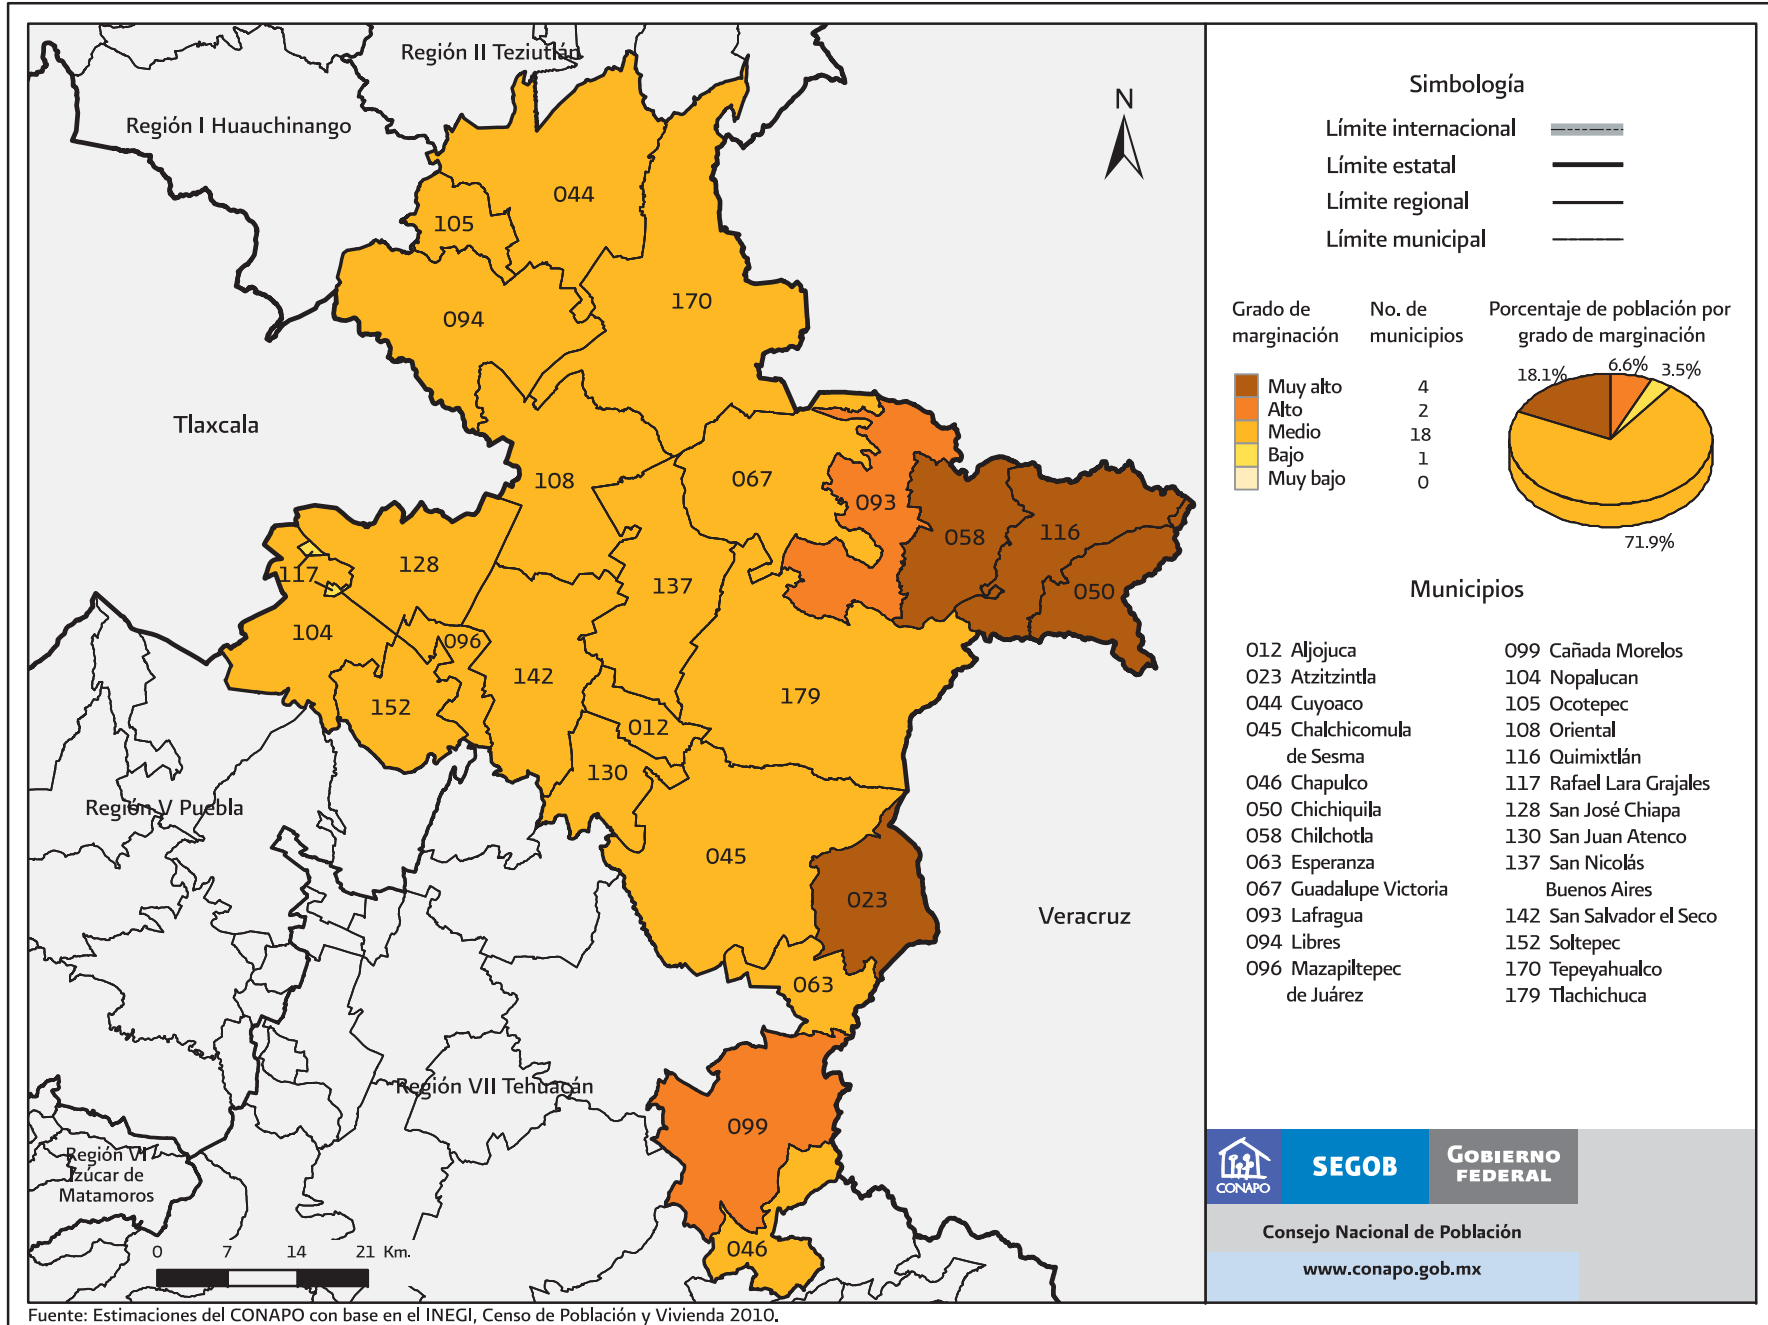 Región II Teziutlán
Región I Huauchinango
N
044
105
170
094
Tlaxcala
067
108
093
058
116
128
117
137
050
104
096
142
179
152
012
130
Región V Puebla
045
023
Veracruz
063
Región VII Tehuacán
099
Región VI
Izúcar de
Matamoros
046
0 7 14 21 Km.
Fuente: Estimaciones del CONAPO con base en el INEGI, Censo de Población y Vivienda 2010.
Simbología
Límite internacional
Límite estatal
Límite regional
Límite municipal
Grado de
marginación
No. de
municipios
Muy alto 4
Alto 2
Medio 18
Bajo 1
Muy bajo 0
Porcentaje de población por
grado de marginación
18.1%
6.6%
3.5%
71.9%
Municipios
012 Aljojuca
023 Atzitzintla
044 Cuyoaco
045 Chalchicomula
de Sesma
046 Chapulco
050 Chichiquila
058 Chilchotla
063 Esperanza
067 Guadalupe Victoria
093 Lafragua
094 Libres
096 Mazapiltepec
de Juárez
099 Cañada Morelos
104 Nopalucan
105 Ocotepec
108 Oriental
116 Quimixtlán
117 Rafael Lara Grajales
128 San José Chiapa
130 San Juan Atenco
137 San Nicolás
Buenos Aires
142 San Salvador el Seco
152 Soltepec
170 Tepeyahualco
179 Tlachichuca
CONAPO
SEGOB
GOBIERNO
FEDERAL
Consejo Nacional de Población
www.conapo.gob.mx